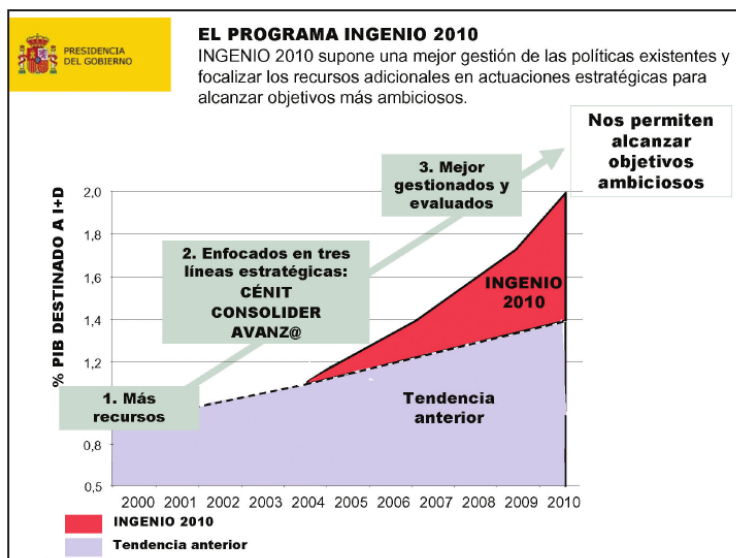 PRESIDENCIA
DEL GOBIERNO
EL PROGRAMA INGENIO 2010
INGENIO 2010 supone una mejor gestión de las políticas existentes y
focalizar los recursos adicionales en actuaciones estratégicas para
alcanzar objetivos más ambiciosos.
Nos permiten
alcanzar
objetivos
ambiciosos
3. Mejor
gestionados y
evaluados
2. Enfocados en tres
líneas estratégicas:
CÉNIT
CONSOLIDER
AVANZ@
1. Más
recursos
% PIB DESTINADO A I+D
2,0
1,8
1,6
1,4
1,2
0,8
0,5
INGENIO
2010
Tendencia
anterior
2000 2001 2002 2003 2004 2005 2006 2007 2008 2009 2010
INGENIO 2010
Tendencia anterior